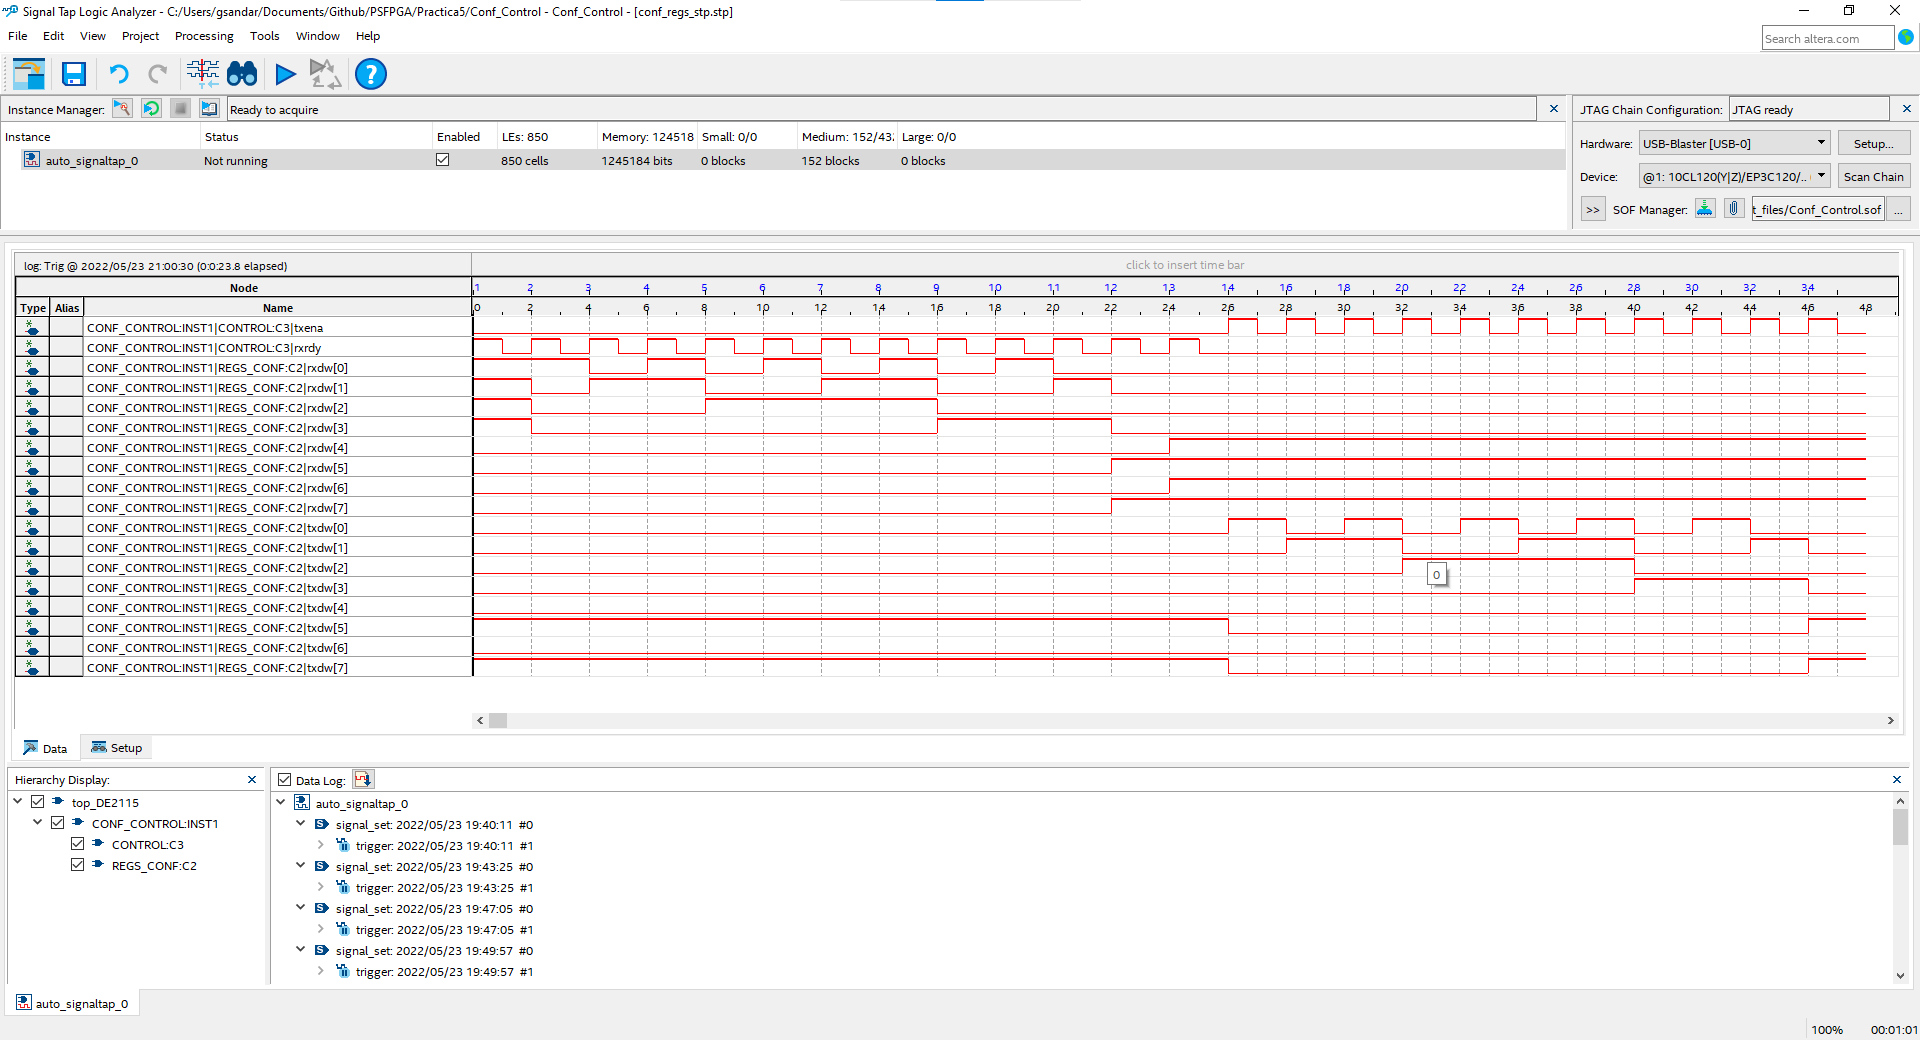 Signal Tap Logic Analyzer - C:/Users/gsandar/Documents/Github/PSFPGA/Practica5/Conf_Control - Conf_Control - [conf_regs_stp.stp]
File Edit View Project Processing Tools Window Help
Search altera.com
Instance Manager: Ready to acquire
JTAG Chain Configuration: JTAG ready
Instance Status Enabled LEs: 850 Memory: 124518 Small: 0/0 Medium: 152/43: Large: 0/0
auto_signaltap_0 Not running 850 cells 1245184 bits 0 blocks 152 blocks 0 blocks
Hardware: USB-Blaster [USB-0] Setup...
Device: @1: 10CL120(Y|Z)/EP3C120/.. Scan Chain
>> SOF Manager: t_files/Conf_Control.sof ...
log: Trig @ 2022/05/23 21:00:30 (0:0:23.8 elapsed)
click to insert time bar
Node
1 2 3 4 5 6 7 8 9 10 11 12 13 14 16 18 20 22 24 26 28 30 32 34
Type Alias Name
0 2 4 6 8 10 12 14 16 18 20 22 24 26 28 30 32 34 36 38 40 42 44 46 48
CONF_CONTROL:INST1|CONTROL:C3|txena
CONF_CONTROL:INST1|CONTROL:C3|rxrdy
CONF_CONTROL:INST1|REGS_CONF:C2|rxdw[0]
CONF_CONTROL:INST1|REGS_CONF:C2|rxdw[1]
CONF_CONTROL:INST1|REGS_CONF:C2|rxdw[2]
CONF_CONTROL:INST1|REGS_CONF:C2|rxdw[3]
CONF_CONTROL:INST1|REGS_CONF:C2|rxdw[4]
CONF_CONTROL:INST1|REGS_CONF:C2|rxdw[5]
CONF_CONTROL:INST1|REGS_CONF:C2|rxdw[6]
CONF_CONTROL:INST1|REGS_CONF:C2|rxdw[7]
CONF_CONTROL:INST1|REGS_CONF:C2|txdw[0]
CONF_CONTROL:INST1|REGS_CONF:C2|txdw[1]
CONF_CONTROL:INST1|REGS_CONF:C2|txdw[2]
0
CONF_CONTROL:INST1|REGS_CONF:C2|txdw[3]
CONF_CONTROL:INST1|REGS_CONF:C2|txdw[4]
CONF_CONTROL:INST1|REGS_CONF:C2|txdw[5]
CONF_CONTROL:INST1|REGS_CONF:C2|txdw[6]
CONF_CONTROL:INST1|REGS_CONF:C2|txdw[7]
Data Setup
Hierarchy Display:
top_DE2115
CONF_CONTROL:INST1
CONTROL:C3
REGS_CONF:C2
Data Log:
auto_signaltap_0
signal_set: 2022/05/23 19:40:11 #0
trigger: 2022/05/23 19:40:11 #1
signal_set: 2022/05/23 19:43:25 #0
trigger: 2022/05/23 19:43:25 #1
signal_set: 2022/05/23 19:47:05 #0
trigger: 2022/05/23 19:47:05 #1
signal_set: 2022/05/23 19:49:57 #0
trigger: 2022/05/23 19:49:57 #1
auto_signaltap_0
100% 00:01:01